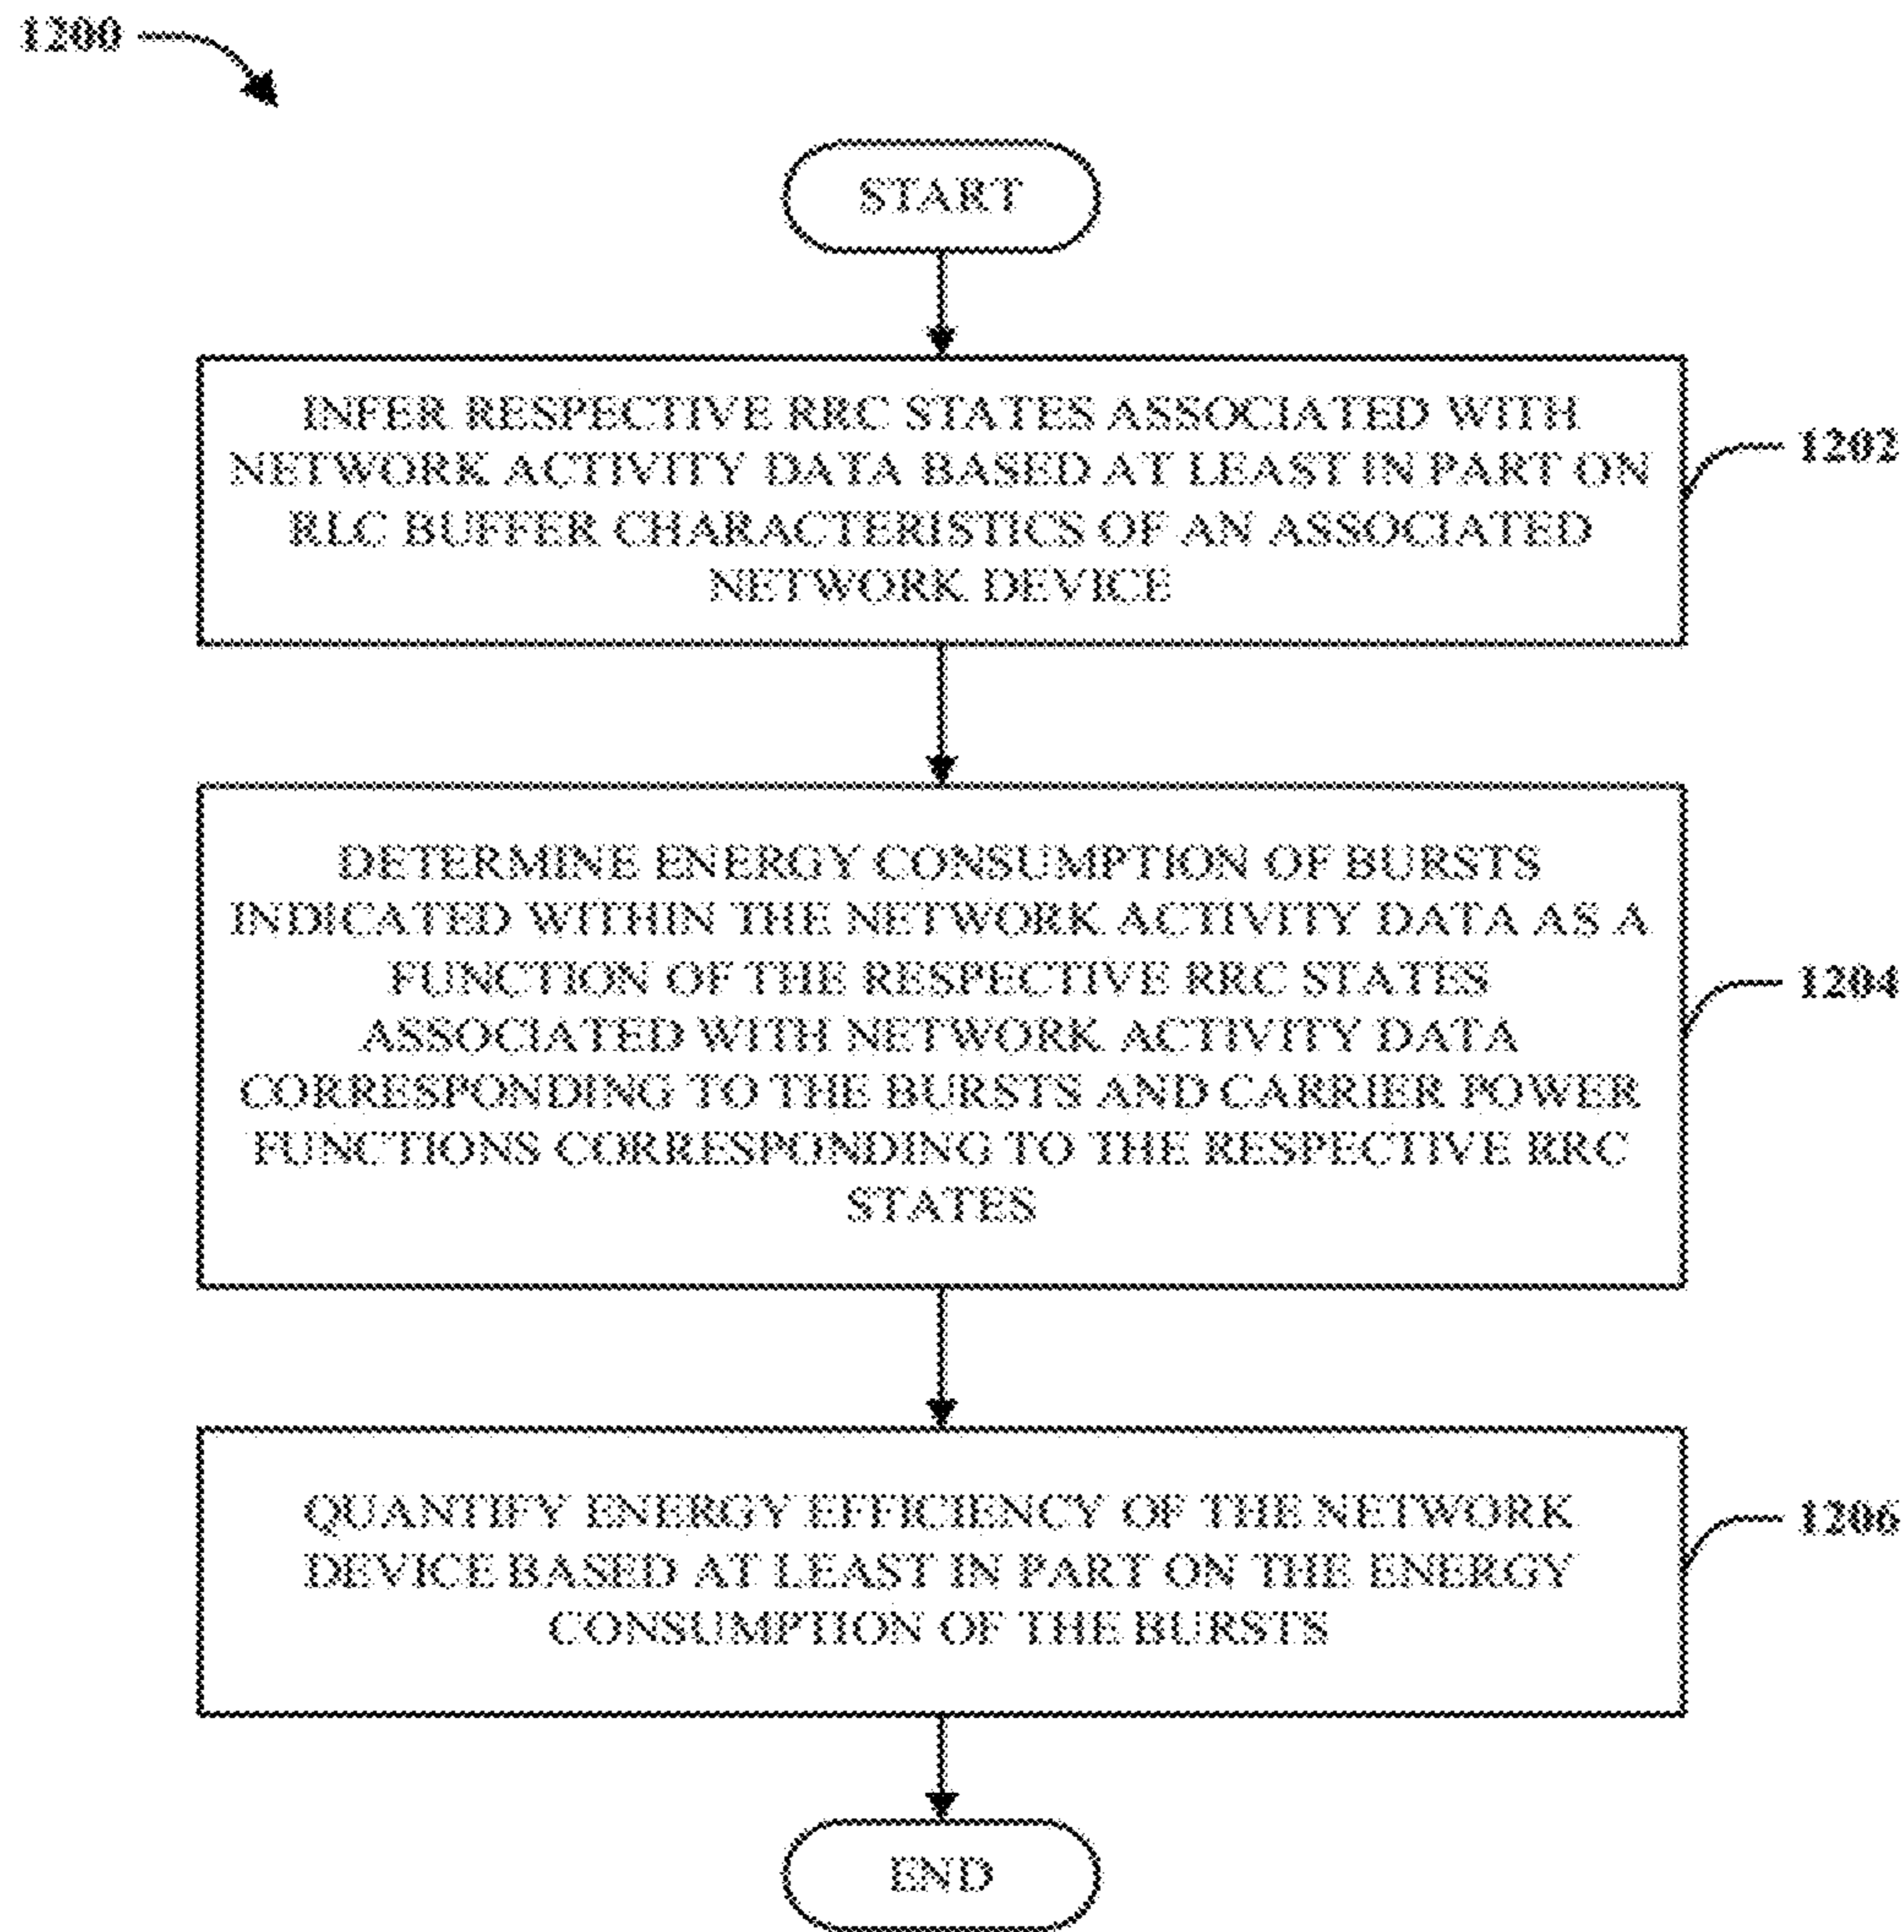 1200
START
INFER RESPECTIVE RRC STATES ASSOCIATED WITH
NETWORK ACTIVITY DATA BASED AT LEAST IN PART ON
RLC BUFFER CHARACTERISTICS OF AN ASSOCIATED
NETWORK DEVICE
1202
DETERMINE ENERGY CONSUMPTION OF BURSTS
INDICATED WITHIN THE NETWORK ACTIVITY DATA AS A
FUNCTION OF THE RESPECTIVE RRC STATES
ASSOCIATED WITH NETWORK ACTIVITY DATA
CORRESPONDING TO THE BURSTS AND CARRIER POWER
FUNCTIONS CORRESPONDING TO THE RESPECTIVE RRC
STATES
1204
QUANTIFY ENERGY EFFICIENCY OF THE NETWORK
DEVICE BASED AT LEAST IN PART ON THE ENERGY
CONSUMPTION OF THE BURSTS
1206
END